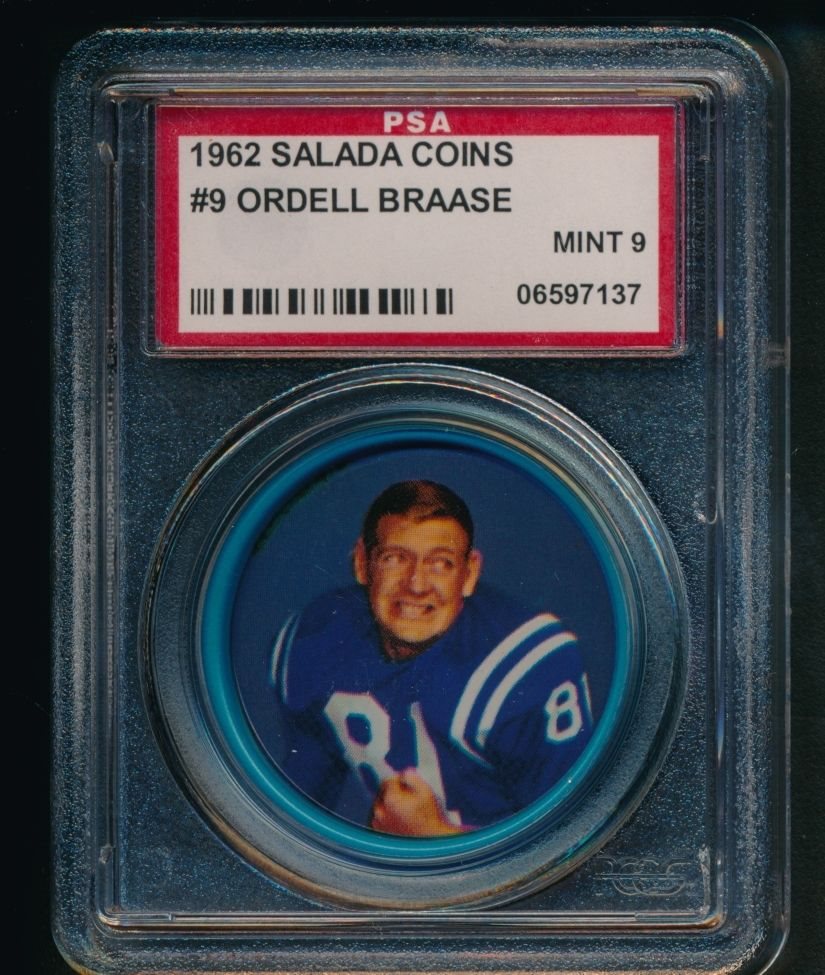 PSA
1962 SALADA COINS
#9 ORDELL BRAASE
MINT 9
06597137
81
81